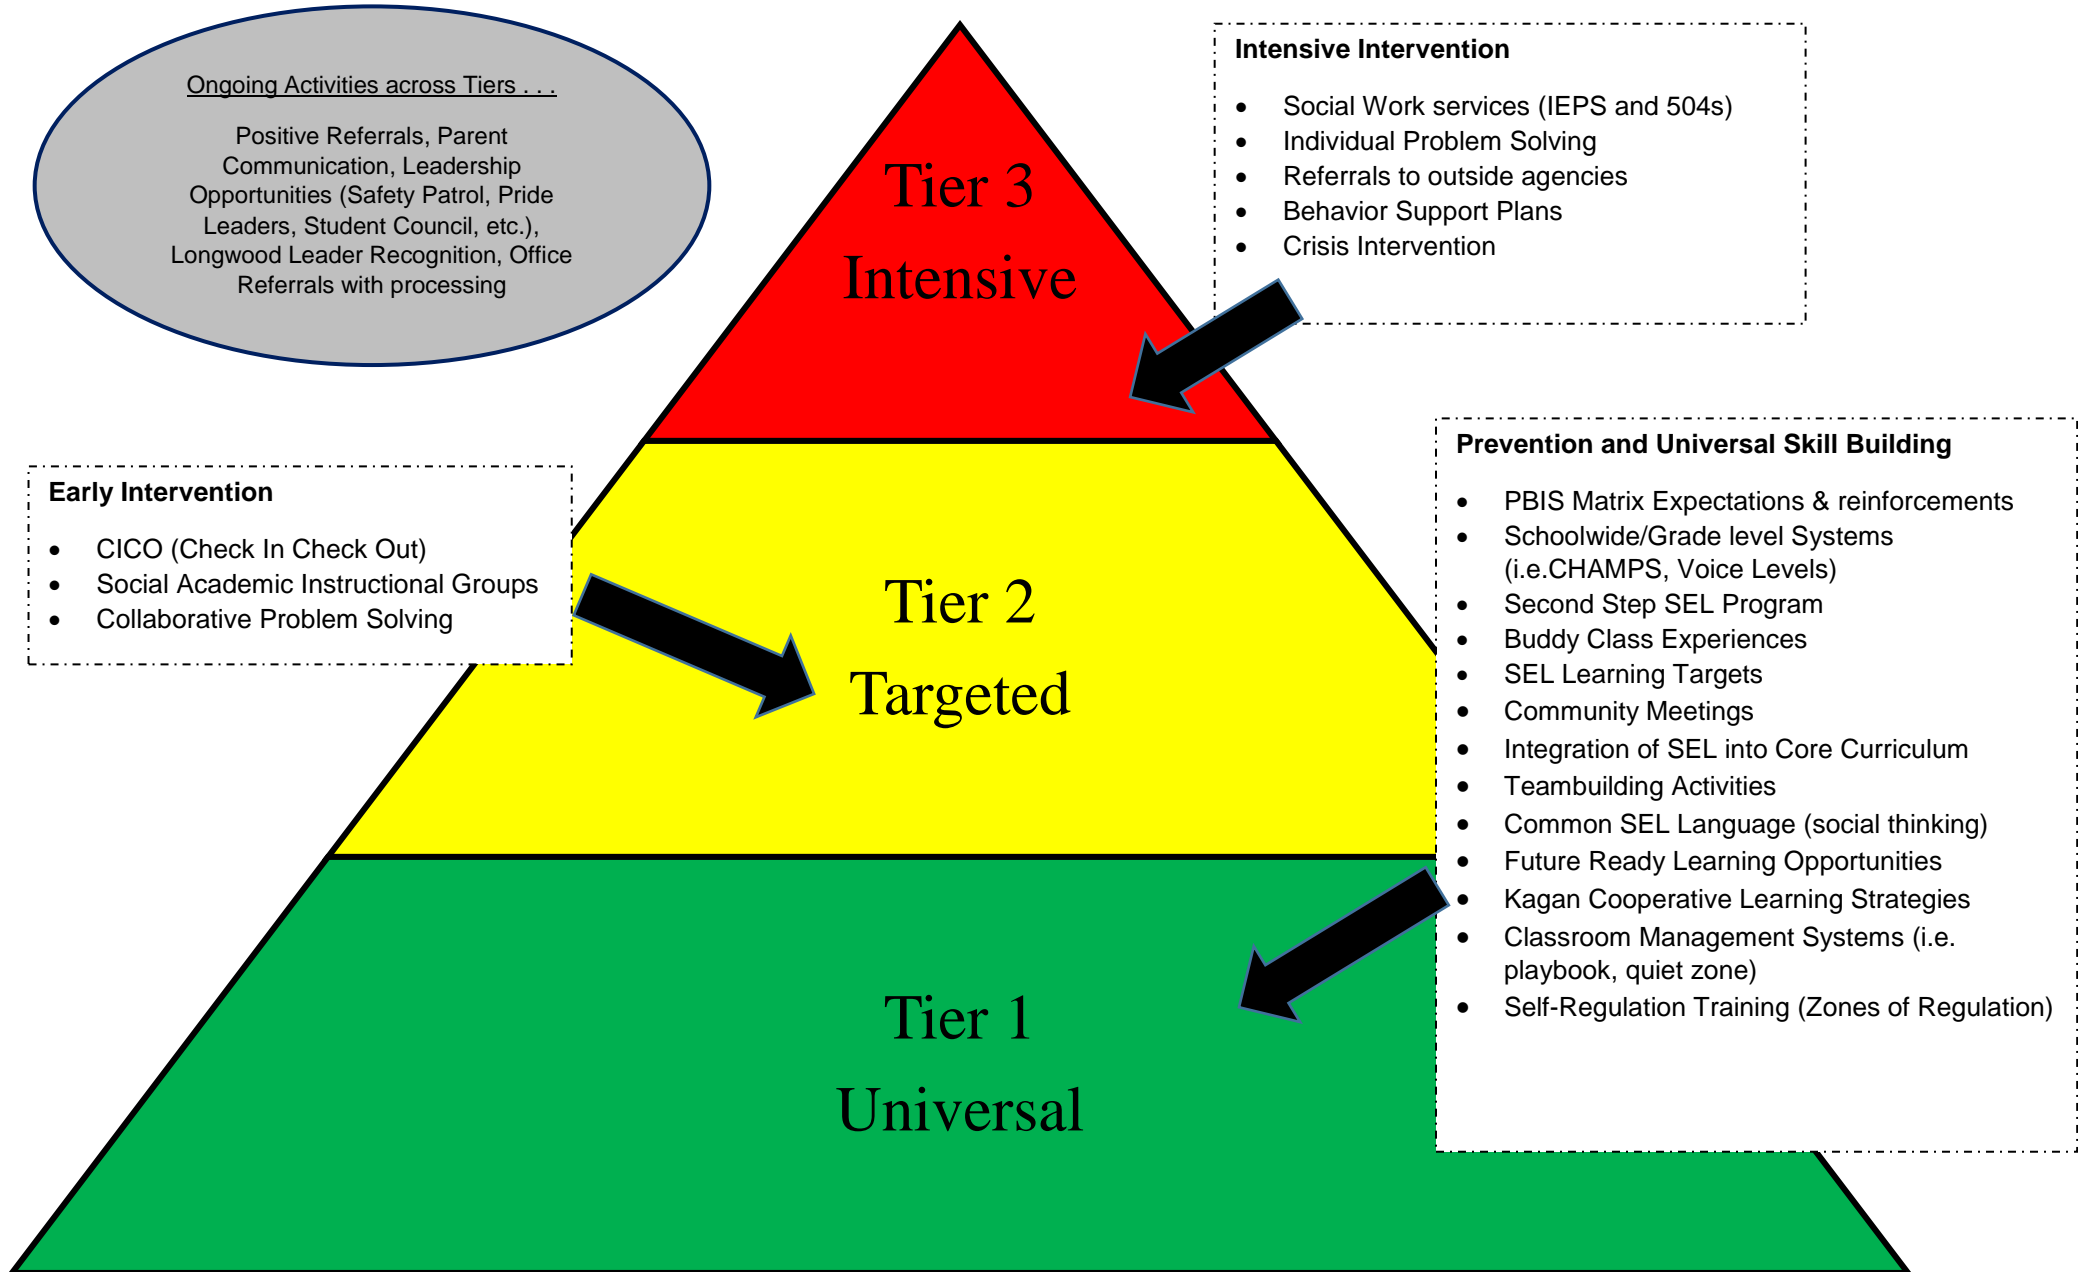 Ongoing Activities across Tiers . . .
Positive Referrals, Parent
Communication, Leadership
Opportunities (Safety Patrol, Pride
Leaders, Student Council, etc.),
Longwood Leader Recognition, Office
Referrals with processing
Tier 3
Intensive
Intensive Intervention
• Social Work services (IEPS and 504s)
• Individual Problem Solving
• Referrals to outside agencies
• Behavior Support Plans
• Crisis Intervention
Early Intervention
• CICO (Check In Check Out)
• Social Academic Instructional Groups
• Collaborative Problem Solving
Tier 2
Targeted
Prevention and Universal Skill Building
• PBIS Matrix Expectations & reinforcements
• Schoolwide/Grade level Systems
(i.e.CHAMPS, Voice Levels)
• Second Step SEL Program
• Buddy Class Experiences
• SEL Learning Targets
• Community Meetings
• Integration of SEL into Core Curriculum
• Teambuilding Activities
• Common SEL Language (social thinking)
• Future Ready Learning Opportunities
• Kagan Cooperative Learning Strategies
• Classroom Management Systems (i.e.
playbook, quiet zone)
• Self-Regulation Training (Zones of Regulation)
Tier 1
Universal